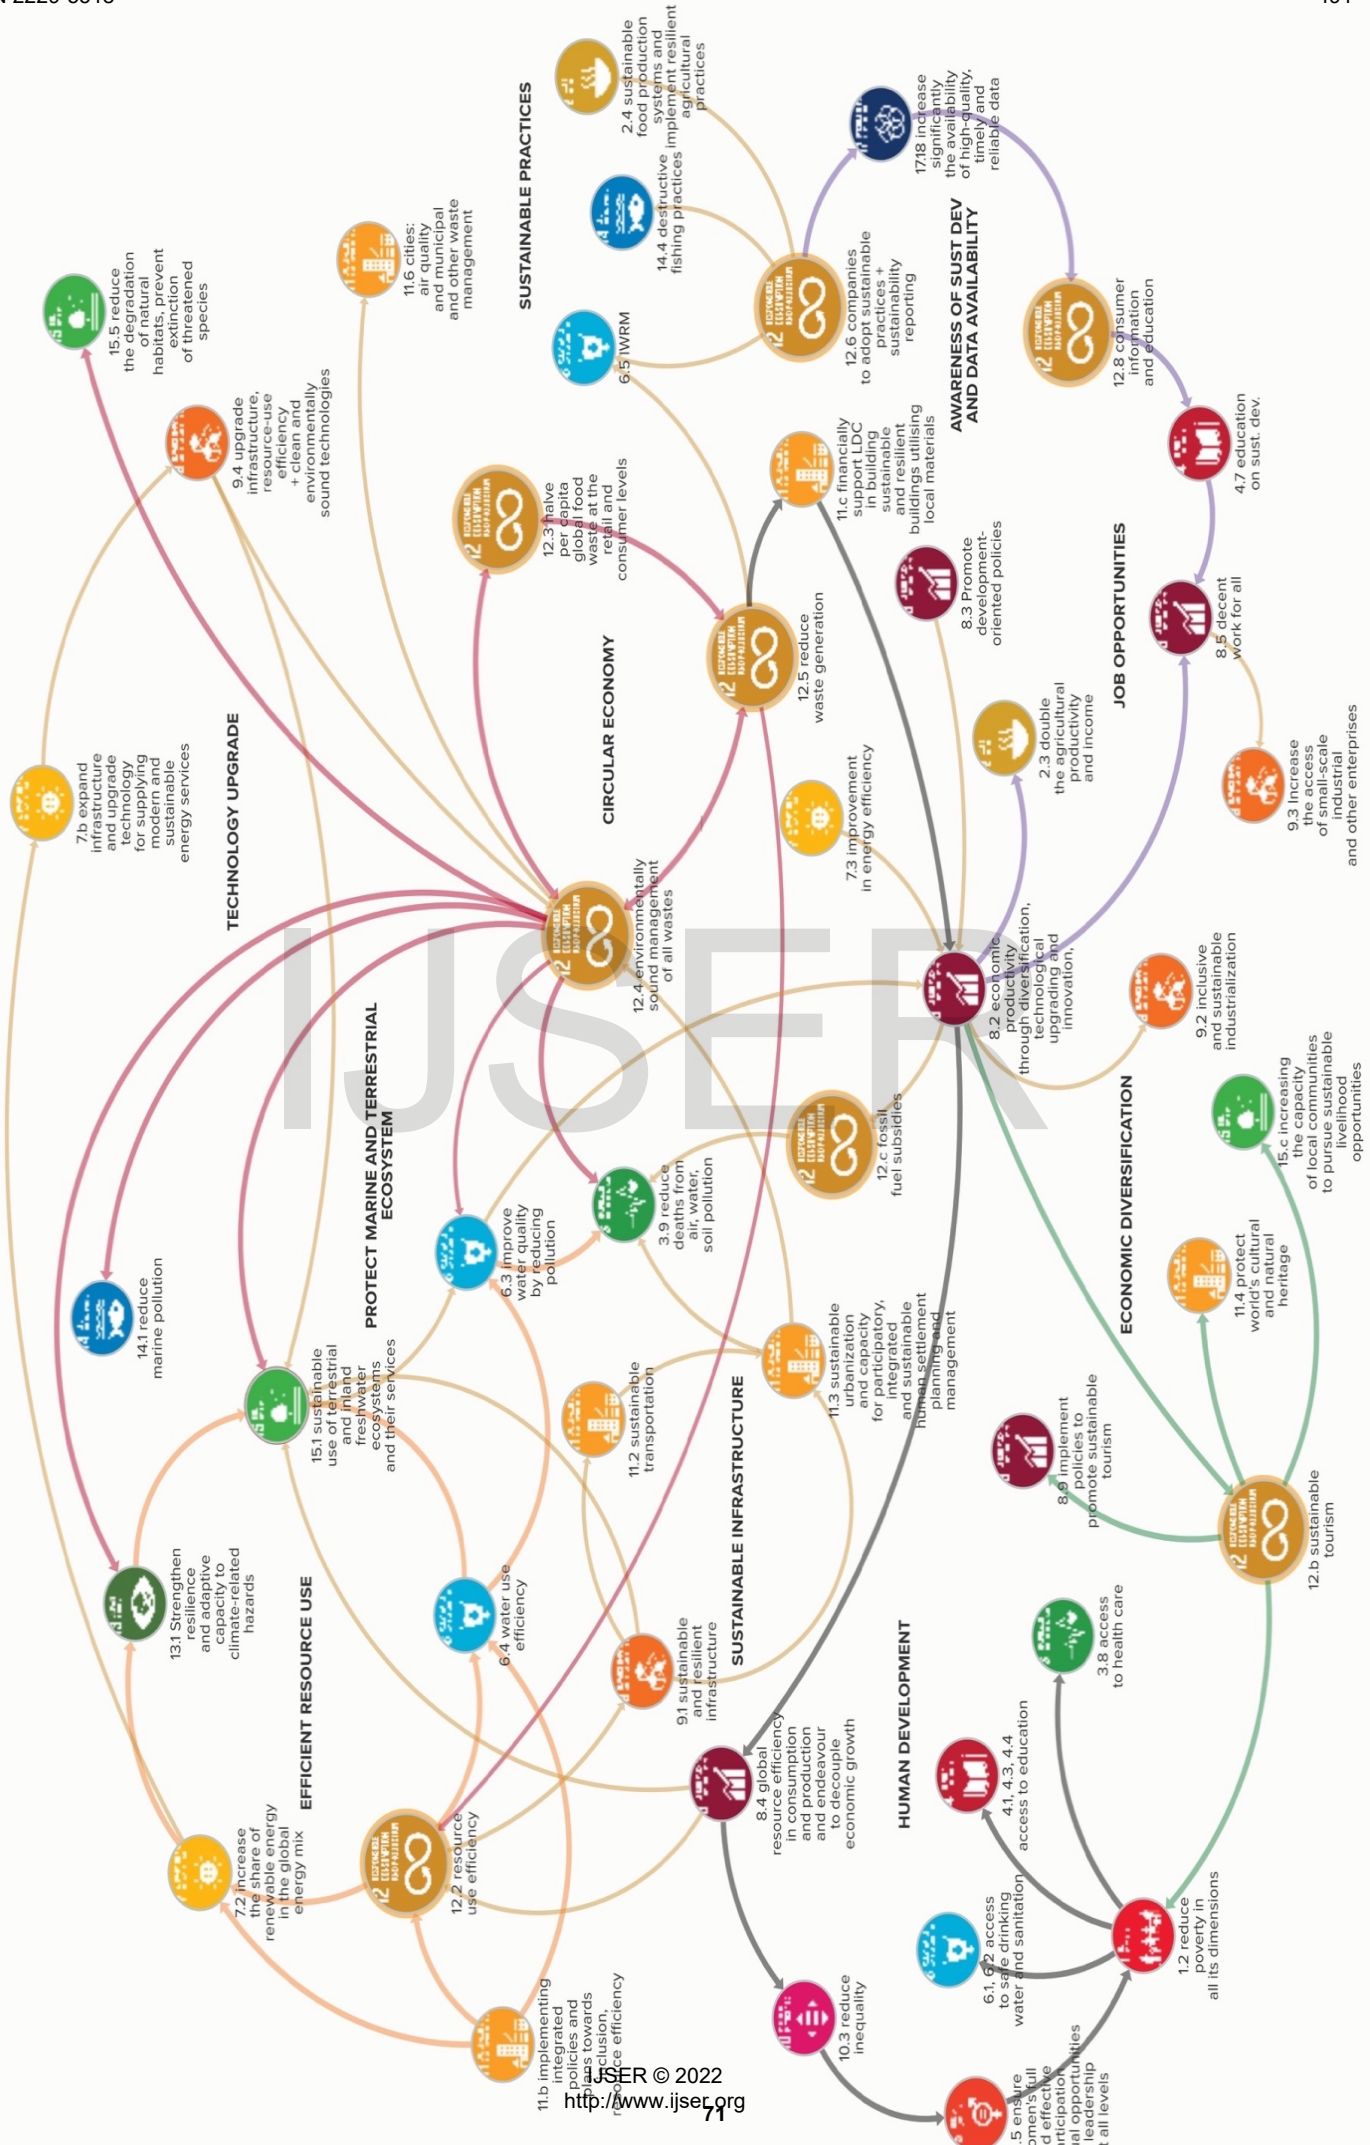 15.5 reduce
the degradation
of natural
habitats, prevent
extinction
of threatened
species
11.6 cities:
air quality
and municipal
and other waste
management
SUSTAINABLE PRACTICES
2.4 sustainable
food production
systems and
implement resilient
agricultural
practices
14.4 destructive
fishing practices
6.5 IWRM
17.18 increase
significantly
the availability
of high-quality,
timely and
reliable data
12.6 companies
to adopt sustainable
practices +
sustainability
reporting
AWARENESS OF SUST DEV
AND DATA AVAILABILITY
12.8 consumer
information
and education
4.7 education
on sust. dev.
9.4 upgrade
infrastructure,
resource-use
efficiency
+ clean and
environmentally
sound technologies
12.3 halve
per capita
global food
waste at the
retail and
consumer levels
11.c financially
support LDC
in building
sustainable
and resilient
buildings utilising
local materials
8.3 Promote
development-
oriented policies
7.b expand
infrastructure
and upgrade
technology
for supplying
modern and
sustainable
energy services
TECHNOLOGY UPGRADE
CIRCULAR ECONOMY
12.5 reduce
waste generation
7.3 improvement
in energy efficiency
2.3 double
the agricultural
productivity
and income
JOB OPPORTUNITIES
8.5 decent
work for all
9.3 Increase
the access
of small-scale
industrial
and other enterprises
12.4 environmentally
sound management
of all wastes
IJSER
8.2 economic
productivity
through diversification,
technological
upgrading and
innovation,
9.2 inclusive
and sustainable
industrialization
14.1 reduce
marine pollution
PROTECT MARINE AND TERRESTRIAL
ECOSYSTEM
6.3 improve
water quality
by reducing
pollution
3.9 reduce
deaths from
air, water,
soil pollution
12.c fossil
fuel subsidies
ECONOMIC DIVERSIFICATION
15.c increasing
the capacity
of local communities
to pursue sustainable
livelihood
opportunities
11.4 protect
world's cultural
and natural
heritage
15.1 sustainable
use of terrestrial
and inland
freshwater
ecosystems
and their services
11.2 sustainable
transportation
11.3 sustainable
urbanization
and capacity
for participatory,
integrated
and sustainable
human settlement
planning and
management
8.9 implement
policies to
promote sustainable
tourism
12.b sustainable
tourism
13.1 Strengthen
resilience
and adaptive
capacity to
climate-related
hazards
EFFICIENT RESOURCE USE
6.4 water use
efficiency
9.1 sustainable
and resilient
infrastructure
SUSTAINABLE INFRASTRUCTURE
HUMAN DEVELOPMENT
3.8 access
to health care
7.2 increase
the share of
renewable energy
in the global
energy mix
12.2 resource
use efficiency
8.4 global
resource efficiency
in consumption
and production
and endeavour
to decouple
economic growth
4.1, 4.3, 4.4
access to education
6.1, 6.2 access
to safe drinking
water and sanitation
1.2 reduce
poverty in
all its dimensions
11.b implementing
integrated
policies and
plans towards
inclusion,
resource efficiency
10.3 reduce
inequality
.5 ensure
full
effective
opportunities
leadership
all levels
IJSER © 2022
http://www.ijser.org
71